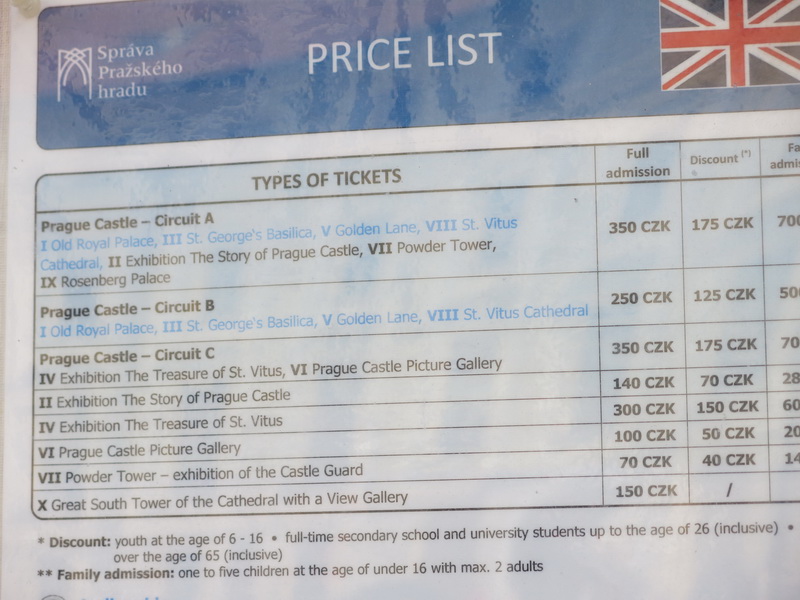 Správa
Pražského
hradu
PRICE LIST
TYPES OF TICKETS
Full
admission
Discount (*)
Prague Castle – Circuit A
I Old Royal Palace, III St. George's Basilica, V Golden Lane, VIII St. Vitus
Cathedral, II Exhibition The Story of Prague Castle, VII Powder Tower,
IX Rosenberg Palace
350 CZK 175 CZK
Prague Castle – Circuit B
I Old Royal Palace, III St. George's Basilica, V Golden Lane, VIII St. Vitus Cathedral
250 CZK 125 CZK
Prague Castle – Circuit C
IV Exhibition The Treasure of St. Vitus, VI Prague Castle Picture Gallery
350 CZK 175 CZK
II Exhibition The Story of Prague Castle 140 CZK 70 CZK
IV Exhibition The Treasure of St. Vitus 300 CZK 150 CZK
VI Prague Castle Picture Gallery 100 CZK 50 CZK
VII Powder Tower – exhibition of the Castle Guard 70 CZK 40 CZK
X Great South Tower of the Cathedral with a View Gallery 150 CZK /
* Discount: youth at the age of 6 - 16 • full-time secondary school and university students up to the age of 26 (inclusive) •
over the age of 65 (inclusive)
** Family admission: one to five children at the age of under 16 with max. 2 adults